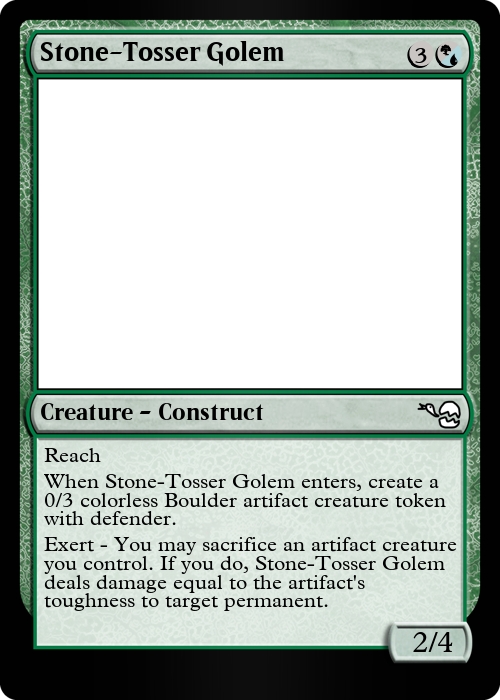 Stone-Tosser Golem 3
Creature - Construct
Reach
When Stone-Tosser Golem enters, create a
0/3 colorless Boulder artifact creature token
with defender.
Exert - You may sacrifice an artifact creature
you control. If you do, Stone-Tosser Golem
deals damage equal to the artifact's
toughness to target permanent.
2/4